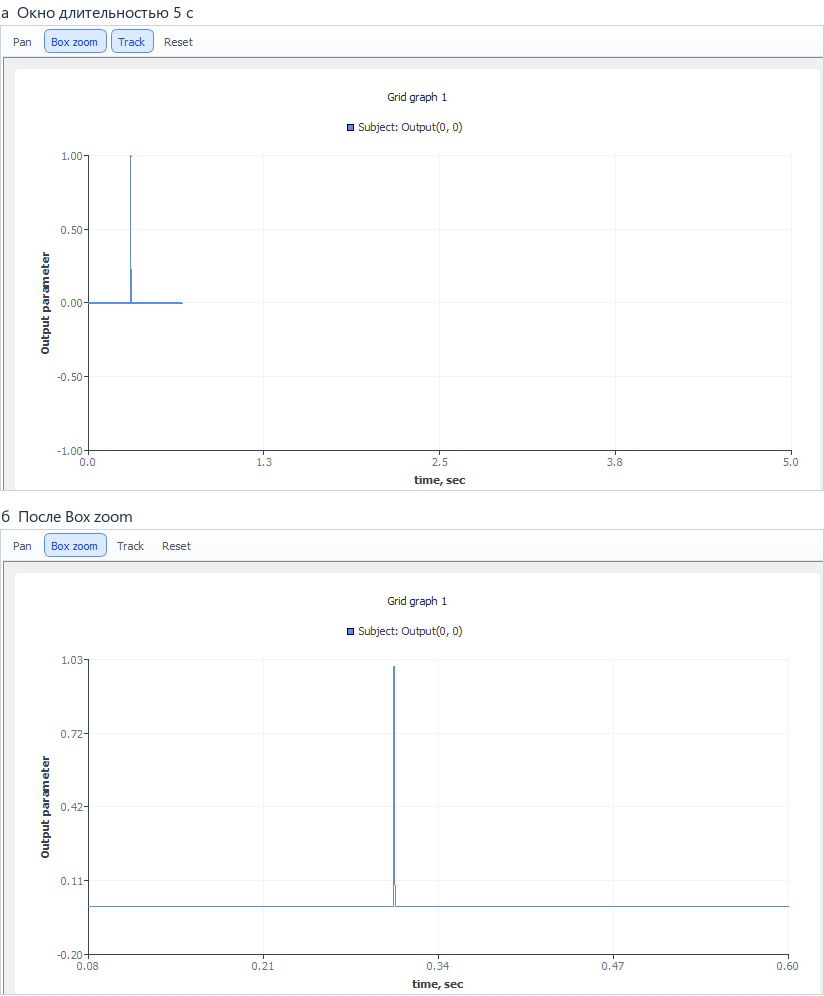 а Окно длительностью 5 с
Pan Box zoom Track Reset
Grid graph 1
Subject: Output(0, 0)
1.00
0.50
0.00
-0.50
-1.00
Output parameter
0.0 1.3 2.5 3.8 5.0
time, sec
б После Box zoom
Pan Box zoom Track Reset
Grid graph 1
Subject: Output(0, 0)
1.03
0.72
0.42
0.11
-0.20
Output parameter
0.08 0.21 0.34 0.47 0.60
time, sec